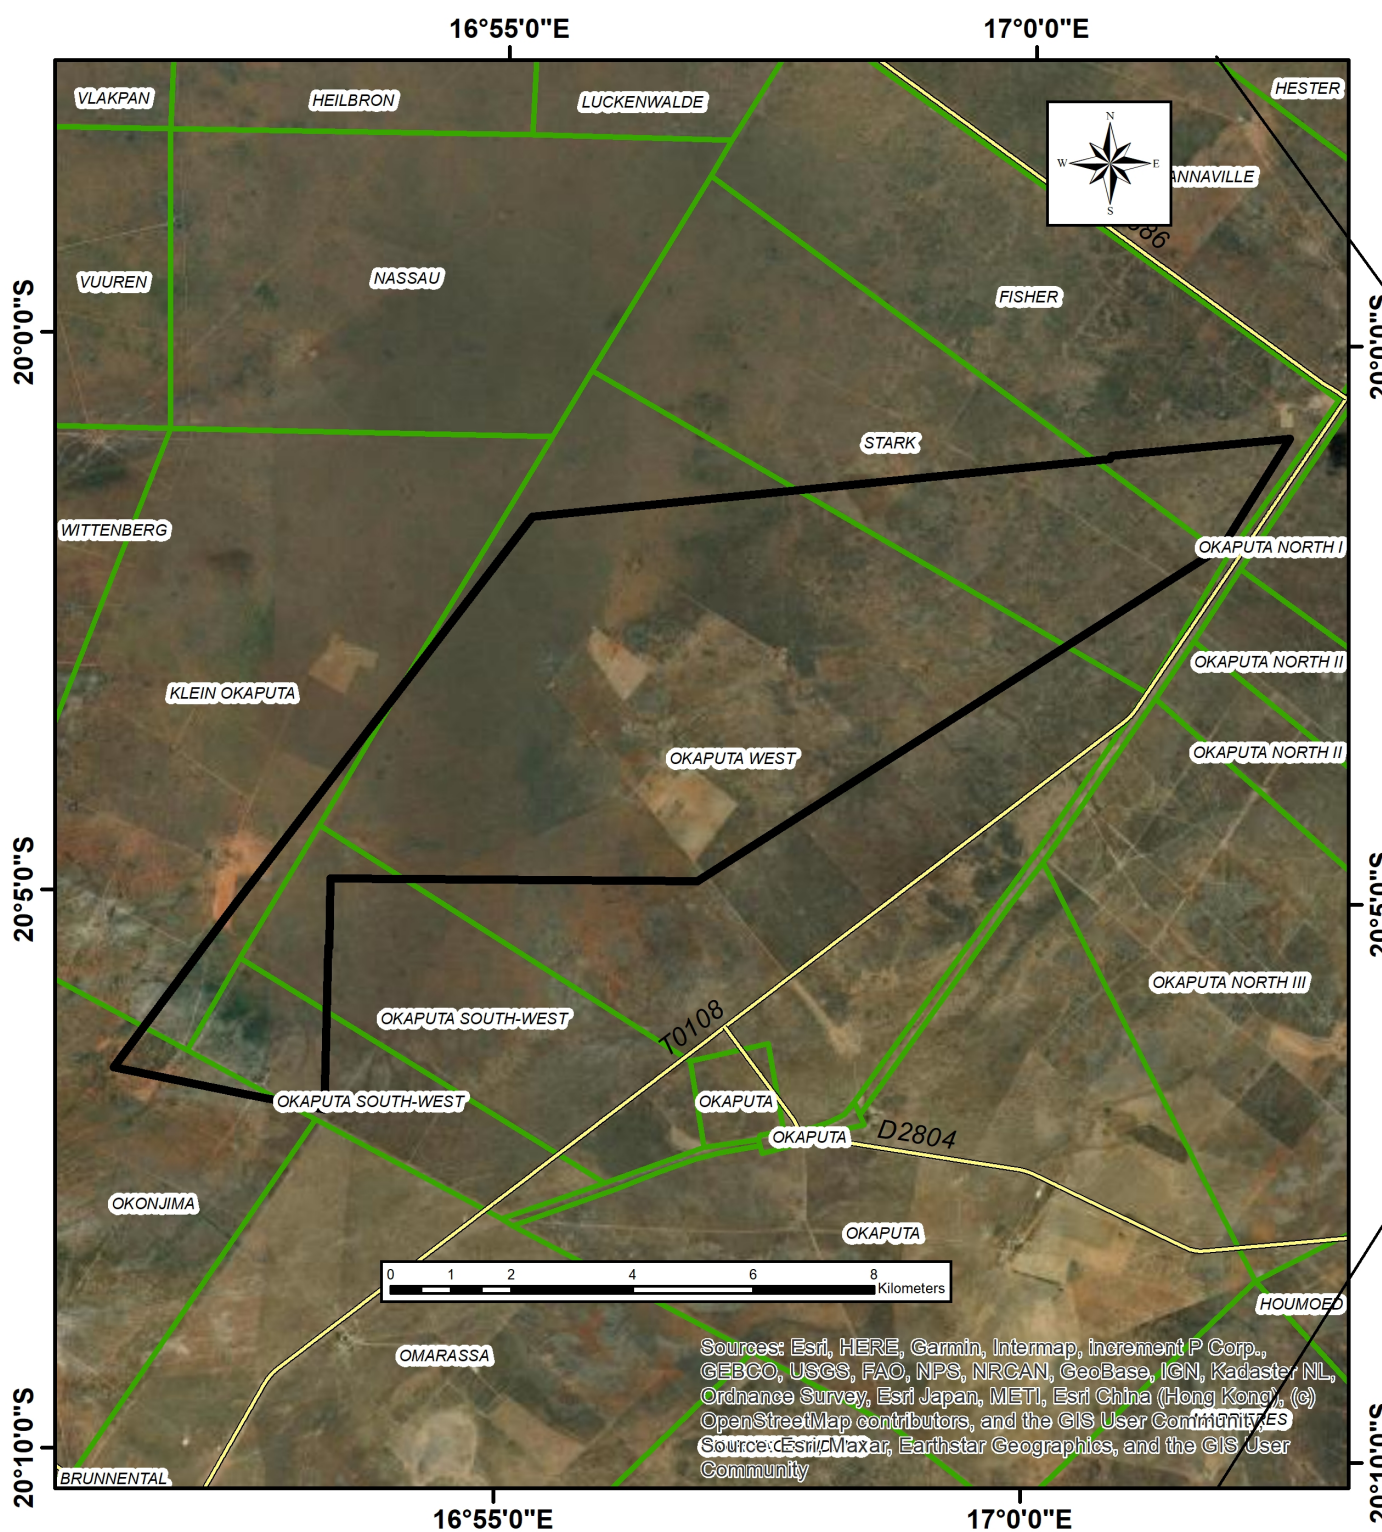 16°55'0"E
17°0'0"E
VLAKPAN
HEILBRON
LUCKENWALDE
HESTER
N
W
E
S
ANNAVILLE
VUUREN
NASSAU
FISHER
20°0'0"S
20°0'0"S
STARK
WITTENBERG
OKAPUTA NORTH I
OKAPUTA NORTH II
KLEIN OKAPUTA
OKAPUTA NORTH II
OKAPUTA WEST
20°5'0"S
20°5'0"S
OKAPUTA NORTH III
OKAPUTA SOUTH-WEST
T0108
OKAPUTA SOUTH-WEST
OKAPUTA
OKAPUTA
D2804
OKONJIMA
OKAPUTA
0 1 2 4 6 8
Kilometers
HOUMOED
OMARASSA
Sources: Esri, HERE, Garmin, Intermap, increment P Corp.,
GEBCO, USGS, FAO, NPS, NRCAN, GeoBase, IGN, Kadaster NL,
Ordnance Survey, Esri Japan, METI, Esri China (Hong Kong), (c)
OpenStreetMap contributors, and the GIS User Community,
Source: Esri, Maxar, Earthstar Geographics, and the GIS User
Community
BRUNNENTAL
20°10'0"S
20°10'0"S
16°55'0"E
17°0'0"E